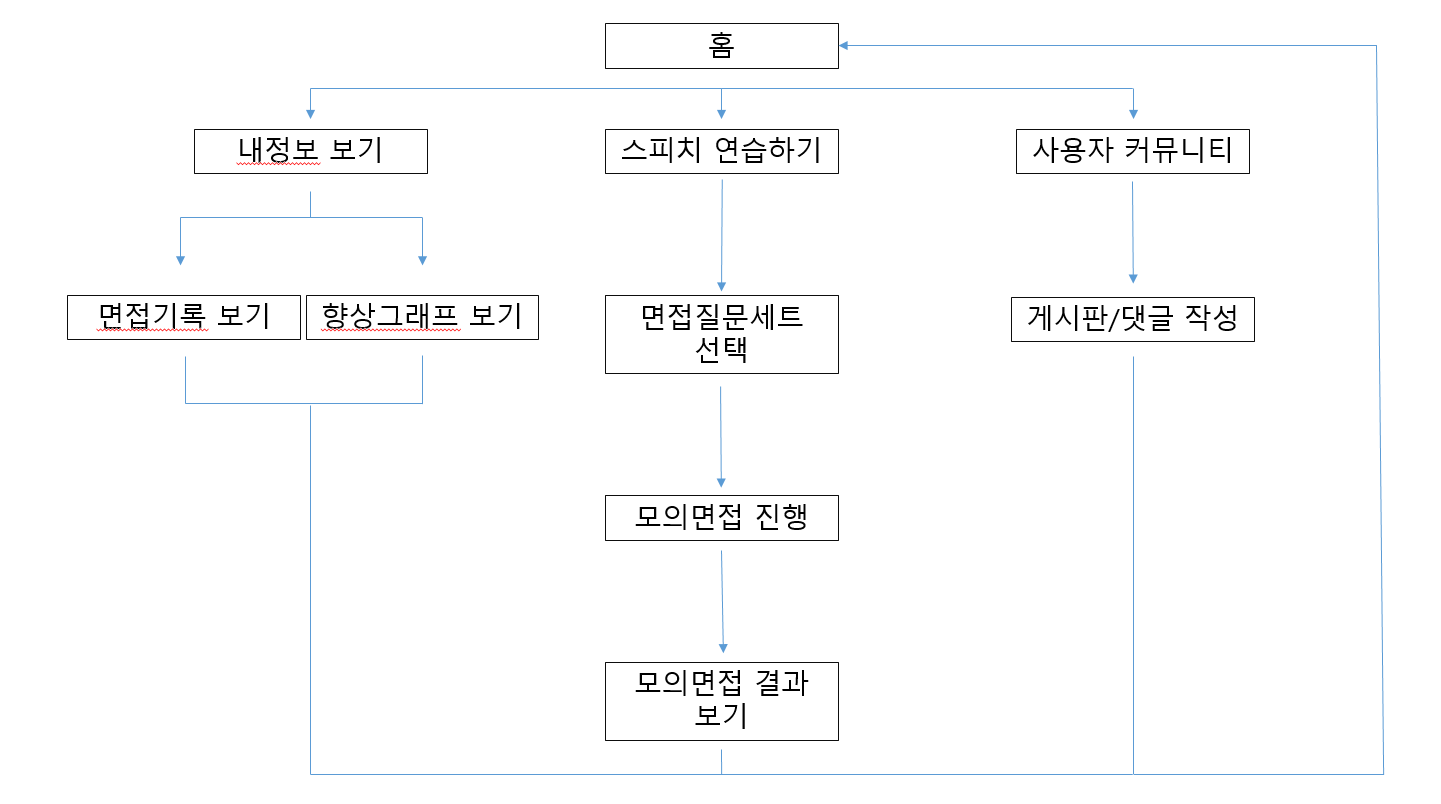 홈
내정보 보기
스피치 연습하기
사용자 커뮤니티
면접기록 보기
향상그래프 보기
면접질문세트
선택
게시판/댓글 작성
모의면접 진행
모의면접 결과
보기